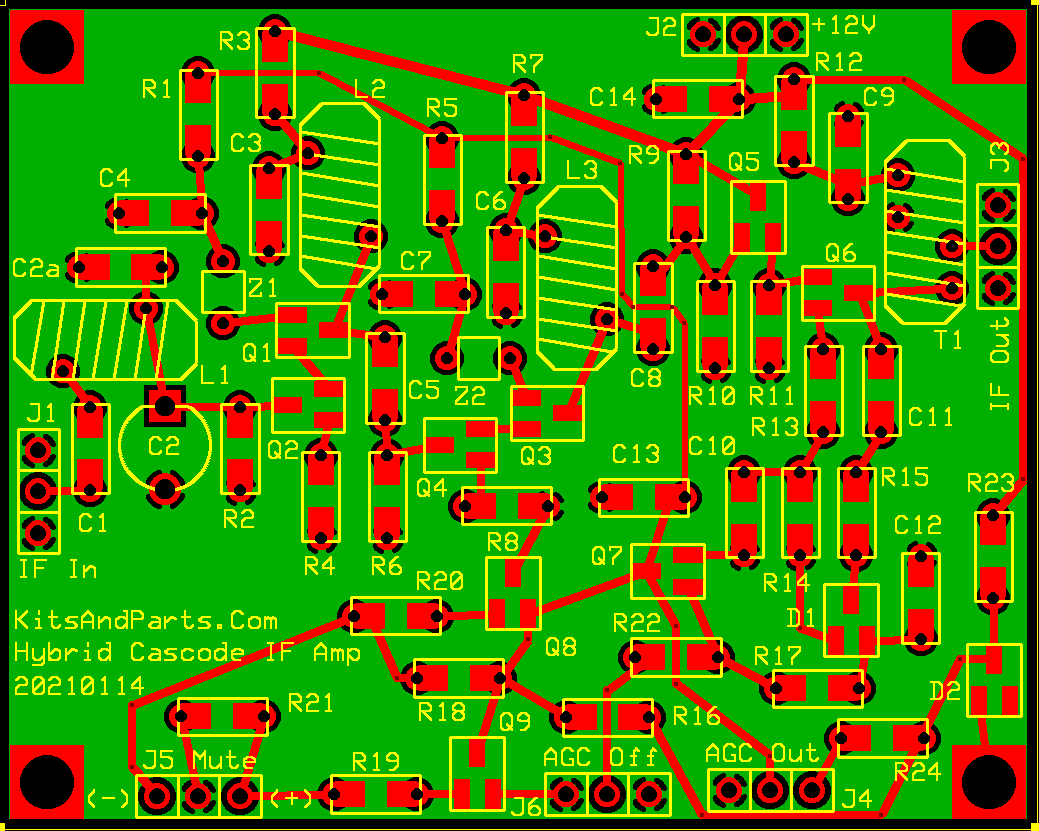 J2 +12V
R3
R7
R12
R1
L2
C14
C9
R5
C3
R9
Q5
J3
L3
C4
C6
C2a
C7
Q6
Z1
Q1
T1
IF Out
L1
C5
Z2
C8
R10
R11
J1
C2
Q2
Q3
R13
C11
Q4
C13
C10
R15
R23
C1
R2
C12
R4
R6
R8
Q7
IF In
R20
R14
D1
KitsAndParts.Com
Hybrid Cascode IF Amp
20210114
Q8
R22
R17
D2
R21
R18
Q9
R16
J5 Mute
R19
AGC Off
AGC Out
R24
(-)
(+)
J6
J4